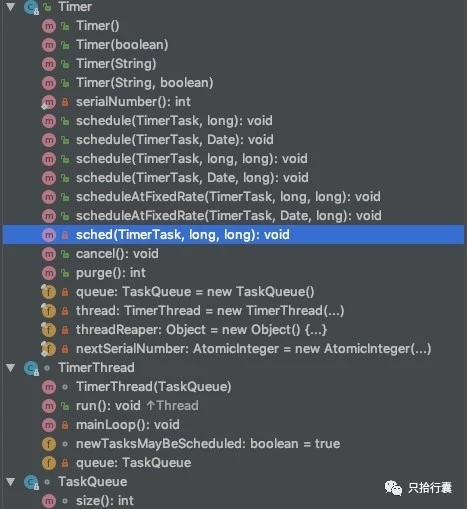 Timer
Timer()
Timer(boolean)
Timer(String)
Timer(String, boolean)
serialNumber(): int
schedule(TimerTask, long): void
schedule(TimerTask, Date): void
schedule(TimerTask, long, long): void
schedule(TimerTask, Date, long): void
scheduleAtFixedRate(TimerTask, long, long): void
scheduleAtFixedRate(TimerTask, Date, long): void
sched(TimerTask, long, long): void
cancel(): void
purge(): int
queue: TaskQueue = new TaskQueue()
thread: TimerThread = new TimerThread(...)
threadReaper: Object = new Object() {...}
nextSerialNumber: AtomicInteger = new AtomicInteger(...)
TimerThread
TimerThread(TaskQueue)
run(): void ↑Thread
mainLoop(): void
newTasksMayBeScheduled: boolean = true
queue: TaskQueue
TaskQueue
size(): int
只拾行囊